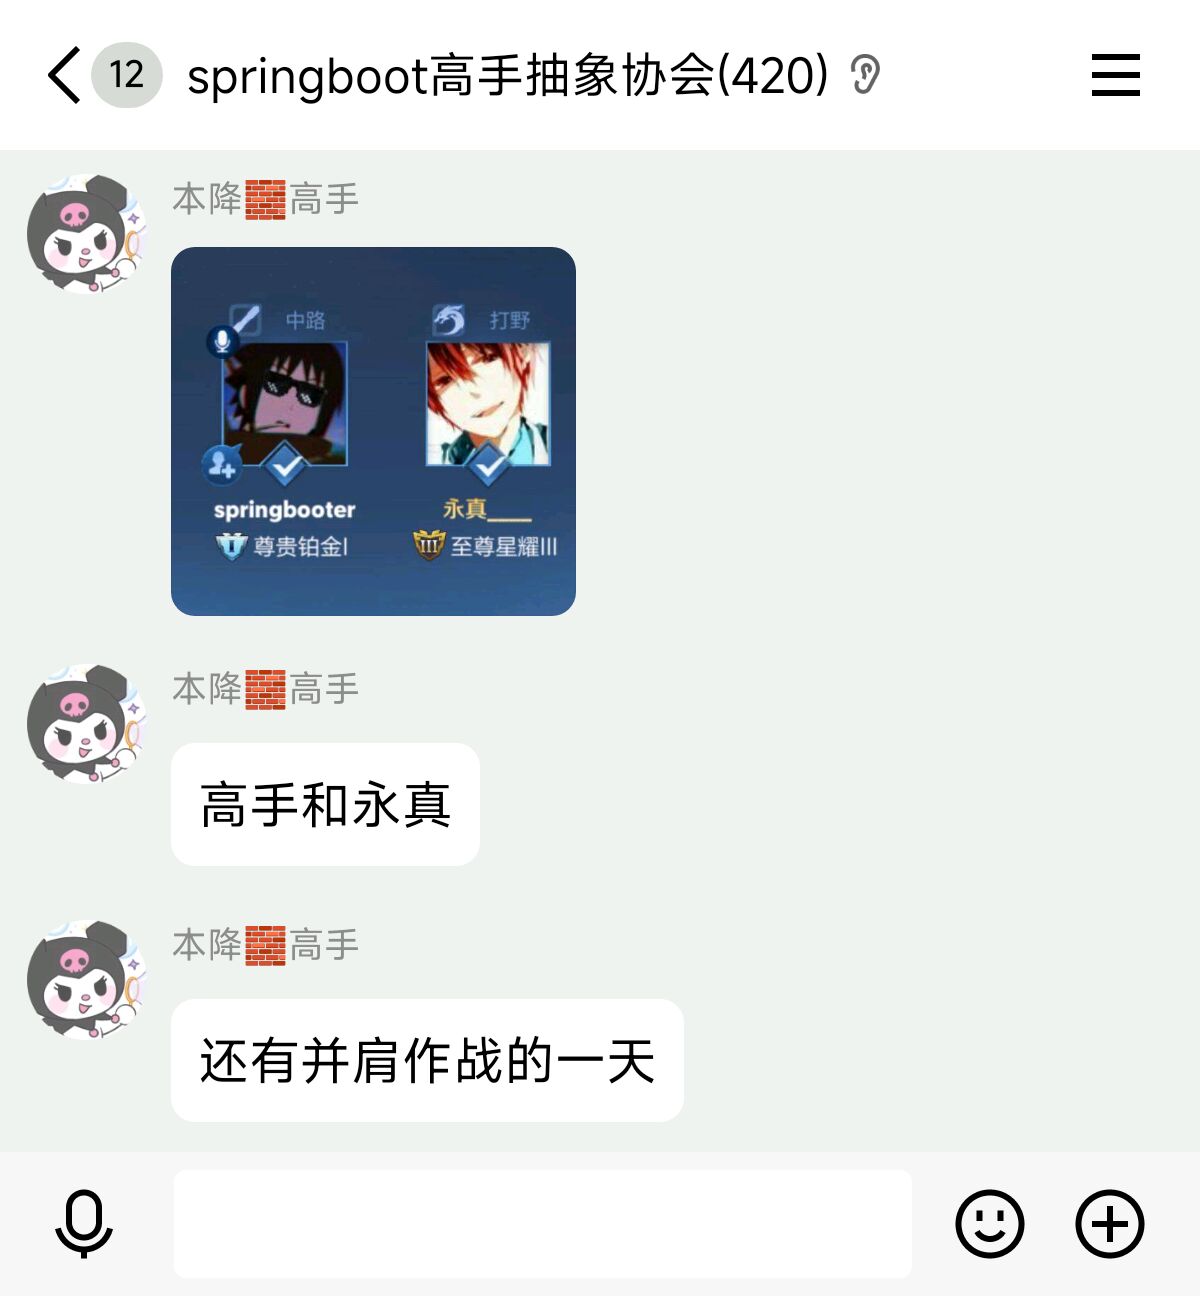 12 springboot高手抽象协会(420)
本降🧱高手
中路 打野
springbooter 永真____
尊贵铂金I III 至尊星耀III
本降🧱高手
高手和永真
本降🧱高手
还有并肩作战的一天